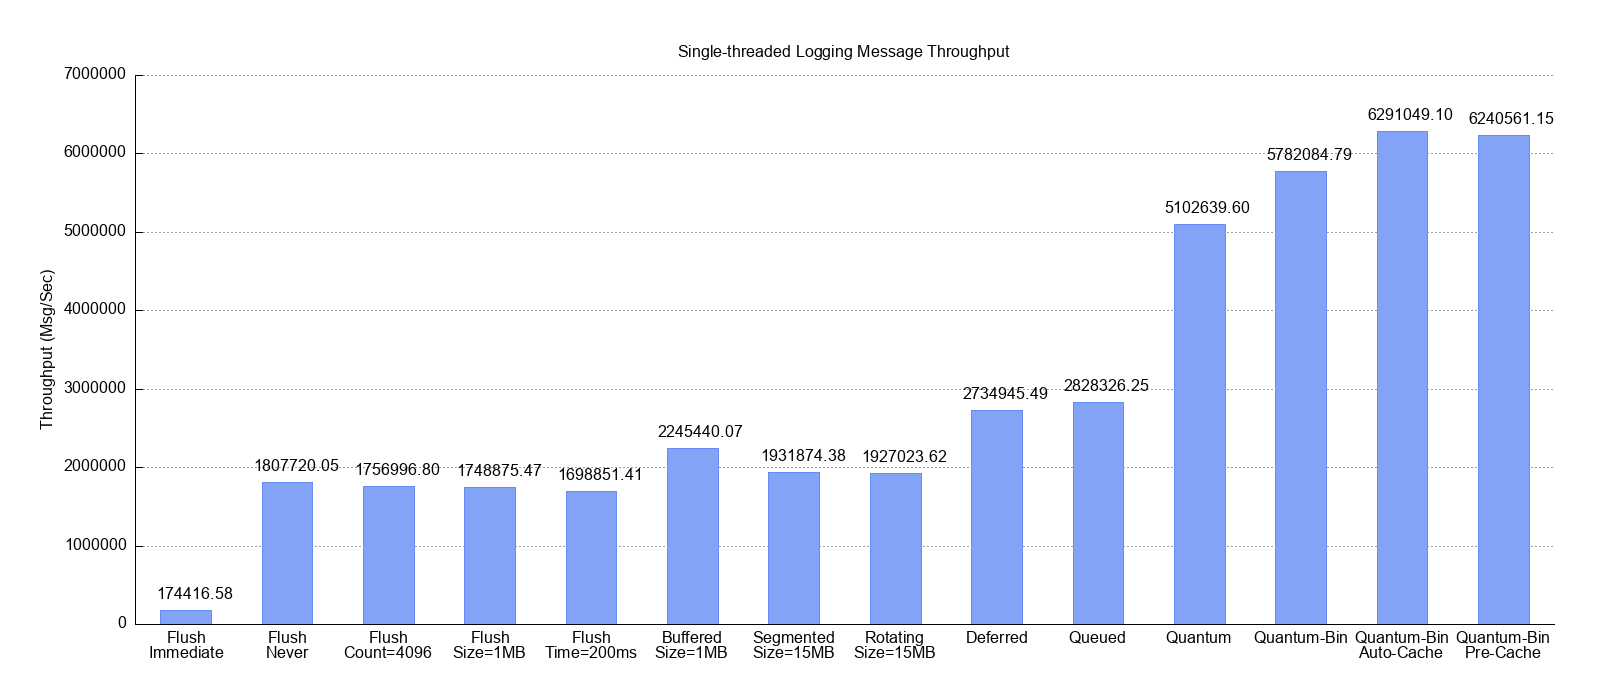 Single-threaded Logging Message Throughput
Throughput (Msg/Sec)
7000000
6000000
5000000
4000000
3000000
2000000
1000000
0
174416.58
1807720.05
1756996.80
1748875.47
1698851.41
2245440.07
1931874.38
1927023.62
2734945.49
2828326.25
5102639.60
5782084.79
6291049.10
6240561.15
Flush
Immediate
Flush
Never
Flush
Count=4096
Flush
Size=1MB
Flush
Time=200ms
Buffered
Size=1MB
Segmented
Size=15MB
Rotating
Size=15MB
Deferred
Queued
Quantum
Quantum-Bin
Quantum-Bin
Auto-Cache
Quantum-Bin
Pre-Cache